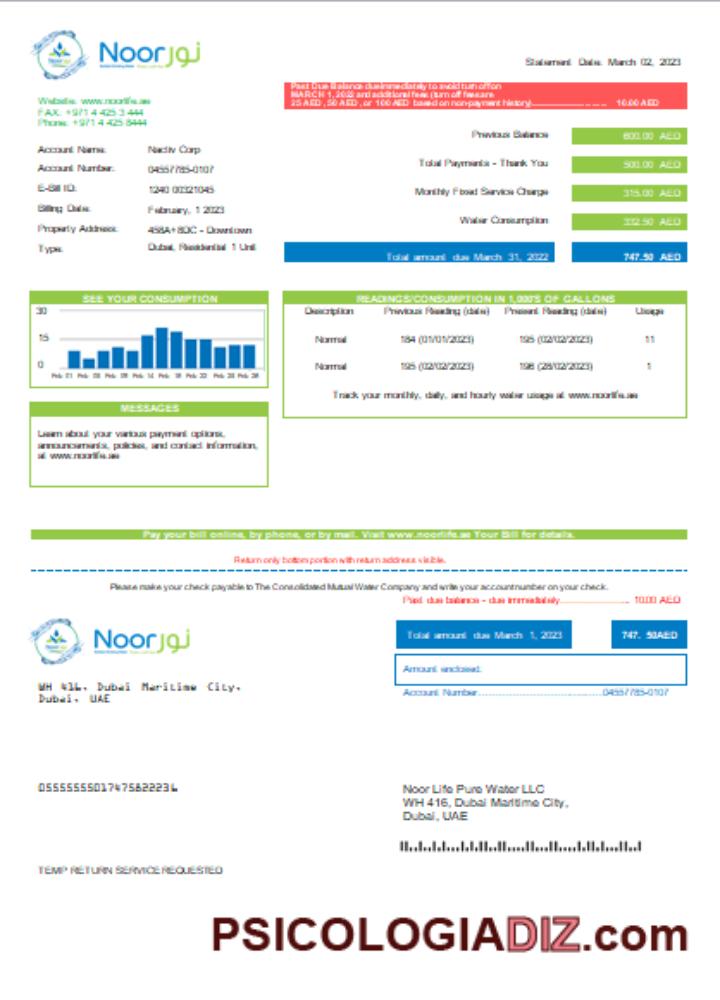 Noor نور
Statement Date: March 02, 2023
Past Due Balance dueimmediately to avoid turn off on
MARCH 1, 2022 and additional fees (turn off fees are
25 AED , 50 AED , or 100 AED based on non-payment history)............................ 10.00 AED
Website: www.noorlife.ae
FAX: +971 4 425 3 444
Phone: +971 4 425 8444
Previous Balance 600.00 AED
Account Name: Nactiv Corp
Total Payments - Thank You 500.00 AED
Account Number: 04557785-0107
E-Bill ID: 1240 00321045
Monthly Fixed Service Charge 315.00 AED
Billing Date: February, 1 2023
Water Consumption 332.50 AED
Property Address: 458A+8DC - Downtown
Type: Dubai, Residential 1 Unit
Total amount due March 31, 2022 747.50 AED
SEE YOUR CONSUMPTION
30
15
0
Feb 01 Feb Feb 08 Feb Feb 14 Feb Feb 18 Feb 22 Feb 25 Feb 28
READINGS/CONSUMPTION IN 1,000'S OF GALLONS
Description Previous Reading (date) Present Reading (date) Usage
Normal 184 (01/01/2023) 195 (02/02/2023) 11
Normal 195 (02/02/2023) 196 (28/02/2023) 1
Track your monthly, daily, and hourly water usage at www.noorlife.ae
MESSAGES
Learn about your various payment options,
announcements, policies, and contact information,
at www.noorlife.ae
Pay your bill online, by phone, or by mail. Visit www.noorlife.ae Your Bill for details.
Return only bottom portion with return address visible.
Please make your check payable to The Consolidated Mutual Water Company and write your account number on your check.
Past due balance - due immediately............................ 10.00 AED
Noor نور
Total amount due March 1, 2023 747. 50AED
Amount enclosed:
Account Number.................................................04557785-0107
WH 416, Dubai Maritime City,
Dubai, UAE
05555555017475822236
Noor Life Pure Water LLC
WH 416, Dubai Maritime City,
Dubai, UAE
TEMP RETURN SERVICE REQUESTED
PSICOLOGIADIZ.com